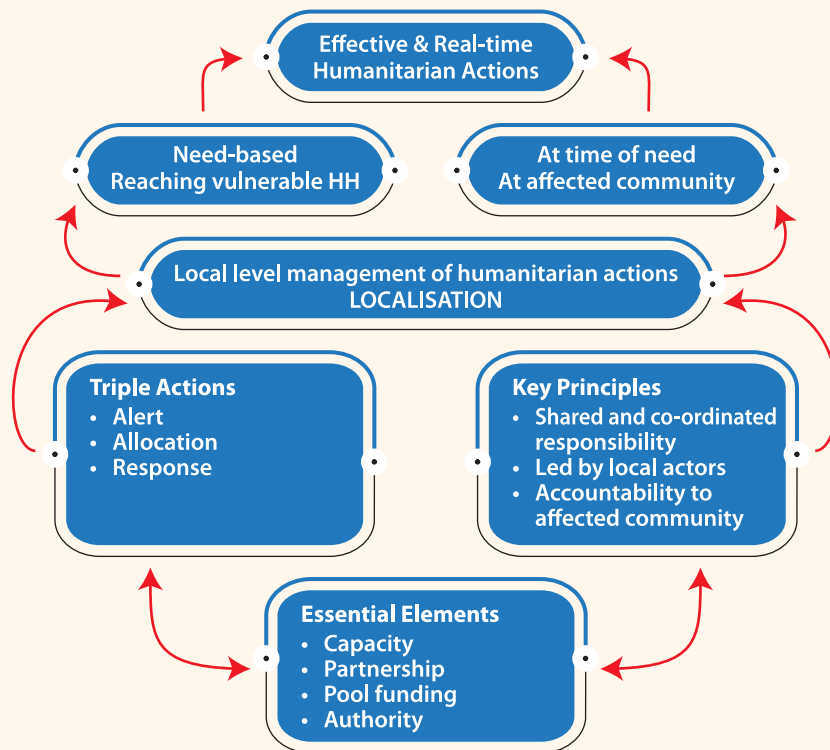 Effective & Real-time
Humanitarian Actions
Need-based
Reaching vulnerable HH
At time of need
At affected community
Local level management of humanitarian actions
LOCALISATION
Triple Actions
• Alert
• Allocation
• Response
Key Principles
• Shared and co-ordinated
responsibility
• Led by local actors
• Accountability to
affected community
Essential Elements
• Capacity
• Partnership
• Pool funding
• Authority